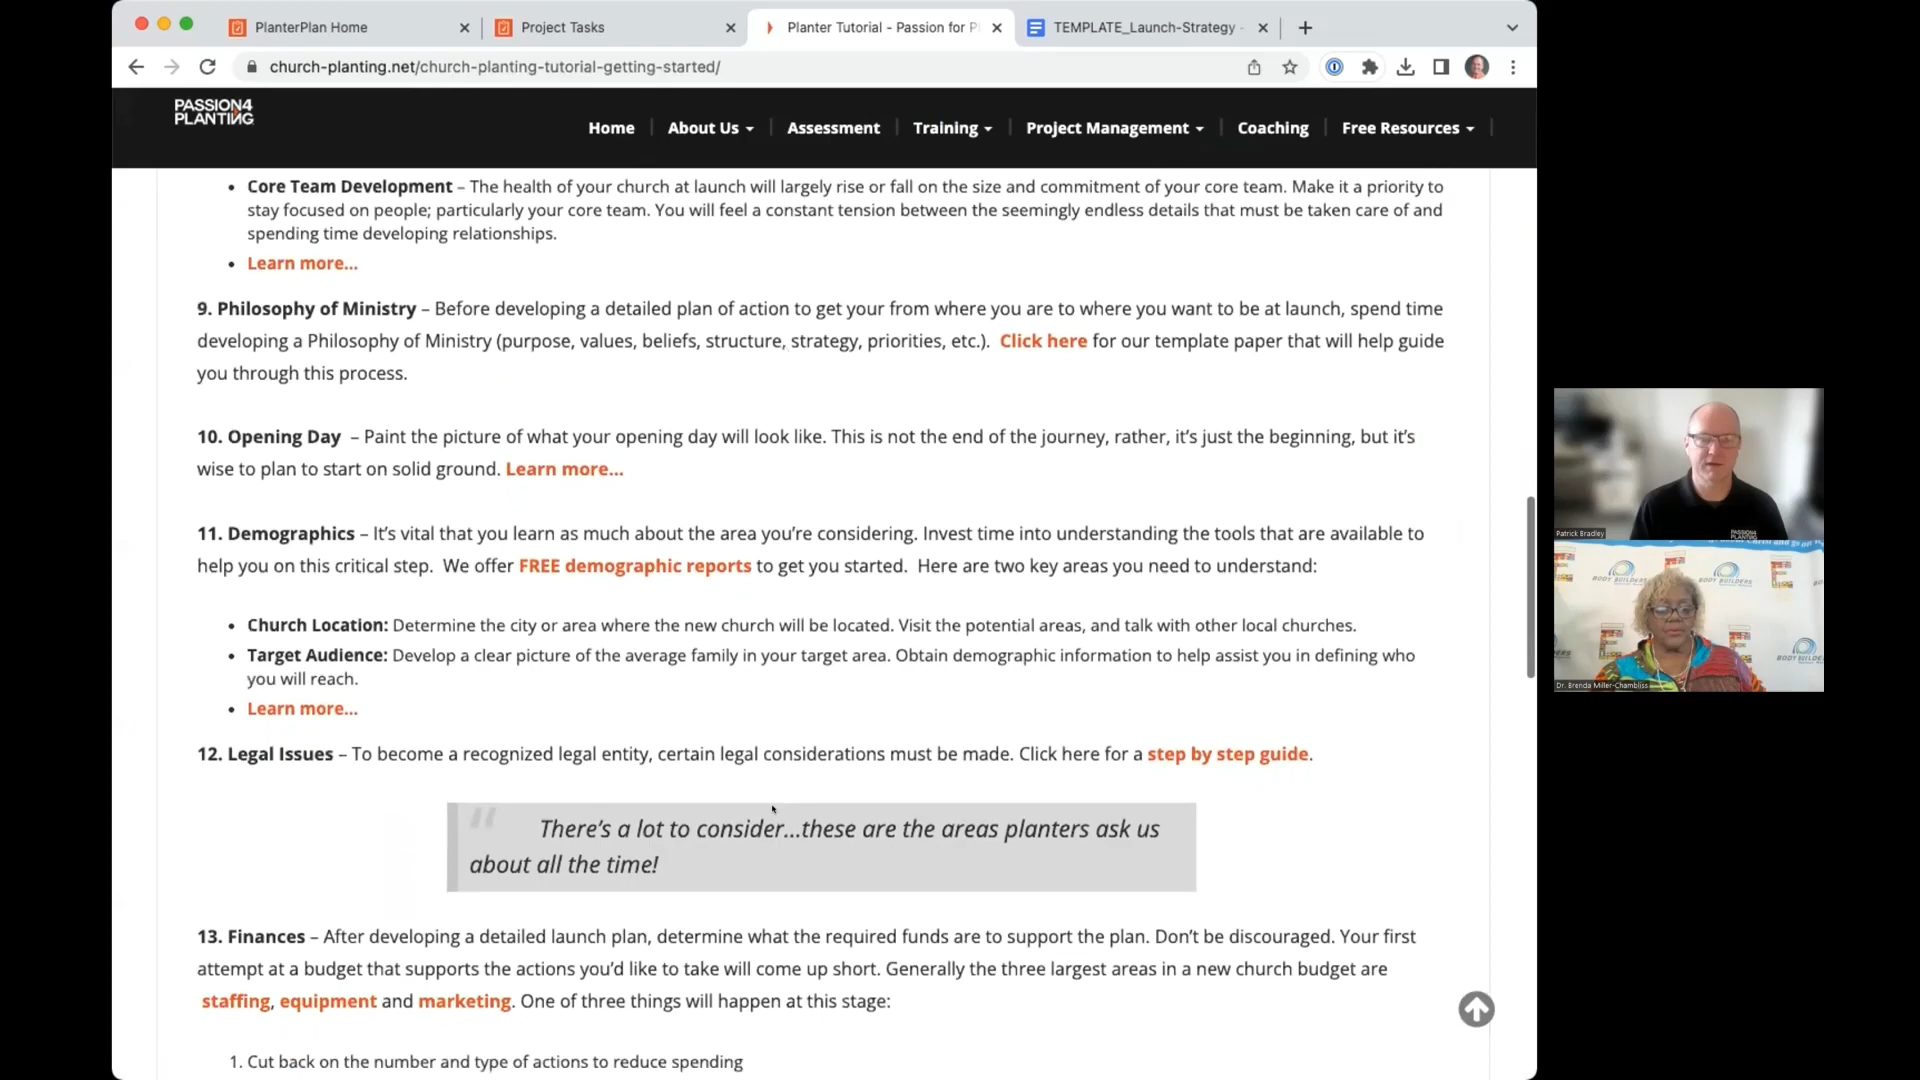 PlanterPlan Home
Project Tasks
Planter Tutorial - Passion for P
TEMPLATE_Launch-Strategy -
church-planting.net/church-planting-tutorial-getting-started/
PASSION4
PLANTING
Home
About Us
Assessment
Training
Project Management
Coaching
Free Resources
• Core Team Development – The health of your church at launch will largely rise or fall on the size and commitment of your core team. Make it a priority to
stay focused on people; particularly your core team. You will feel a constant tension between the seemingly endless details that must be taken care of and
spending time developing relationships.
• Learn more...
9. Philosophy of Ministry – Before developing a detailed plan of action to get your from where you are to where you want to be at launch, spend time
developing a Philosophy of Ministry (purpose, values, beliefs, structure, strategy, priorities, etc.). Click here for our template paper that will help guide
you through this process.
10. Opening Day – Paint the picture of what your opening day will look like. This is not the end of the journey, rather, it's just the beginning, but it's
wise to plan to start on solid ground. Learn more...
11. Demographics – It's vital that you learn as much about the area you're considering. Invest time into understanding the tools that are available to
help you on this critical step. We offer FREE demographic reports to get you started. Here are two key areas you need to understand:
• Church Location: Determine the city or area where the new church will be located. Visit the potential areas, and talk with other local churches.
• Target Audience: Develop a clear picture of the average family in your target area. Obtain demographic information to help assist you in defining who
you will reach.
• Learn more...
12. Legal Issues – To become a recognized legal entity, certain legal considerations must be made. Click here for a step by step guide.
" There's a lot to consider...these are the areas planters ask us
about all the time!
13. Finances – After developing a detailed launch plan, determine what the required funds are to support the plan. Don't be discouraged. Your first
attempt at a budget that supports the actions you'd like to take will come up short. Generally the three largest areas in a new church budget are
staffing, equipment and marketing. One of three things will happen at this stage:
1. Cut back on the number and type of actions to reduce spending
Patrick Bradley
PASSION4
PLANTING
BODY BUILDERS
BODY BUILDERS
Dr. Brenda Miller-Chambliss